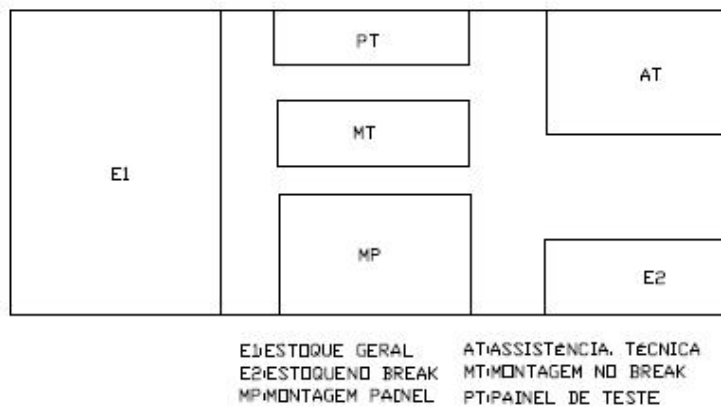 PT
AT
MT
E1
MP
E2
E1:ESTOQUE GERAL
E2:ESTOQUENO BREAK
MP:MONTAGEM PAINEL
AT:ASSISTÊNCIA. TÉCNICA
MT:MONTAGEM NO BREAK
PT:PAINEL DE TESTE